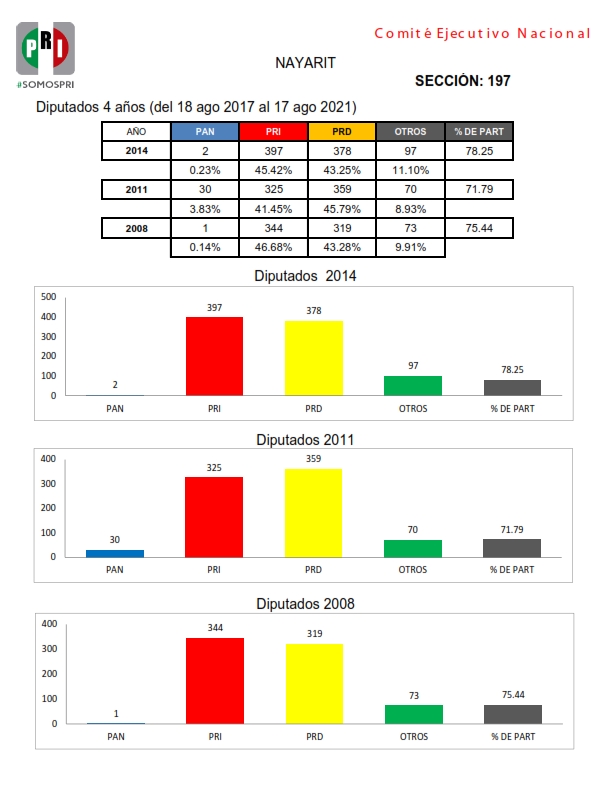 Comité Ejecutivo Nacional
PRI
#SOMOSPRI
NAYARIT
SECCIÓN: 197
Diputados 4 años (del 18 ago 2017 al 17 ago 2021)
AÑO PAN PRI PRD OTROS % DE PART
2014 2 397 378 97 78.25
0.23% 45.42% 43.25% 11.10%
2011 30 325 359 70 71.79
3.83% 41.45% 45.79% 8.93%
2008 1 344 319 73 75.44
0.14% 46.68% 43.28% 9.91%
Diputados 2014
500
400
300
200
100
0
2 397 378 97 78.25
PAN PRI PRD OTROS % DE PART
Diputados 2011
400
300
200
100
0
30 325 359 70 71.79
PAN PRI PRD OTROS % DE PART
Diputados 2008
400
300
200
100
0
1 344 319 73 75.44
PAN PRI PRD OTROS % DE PART